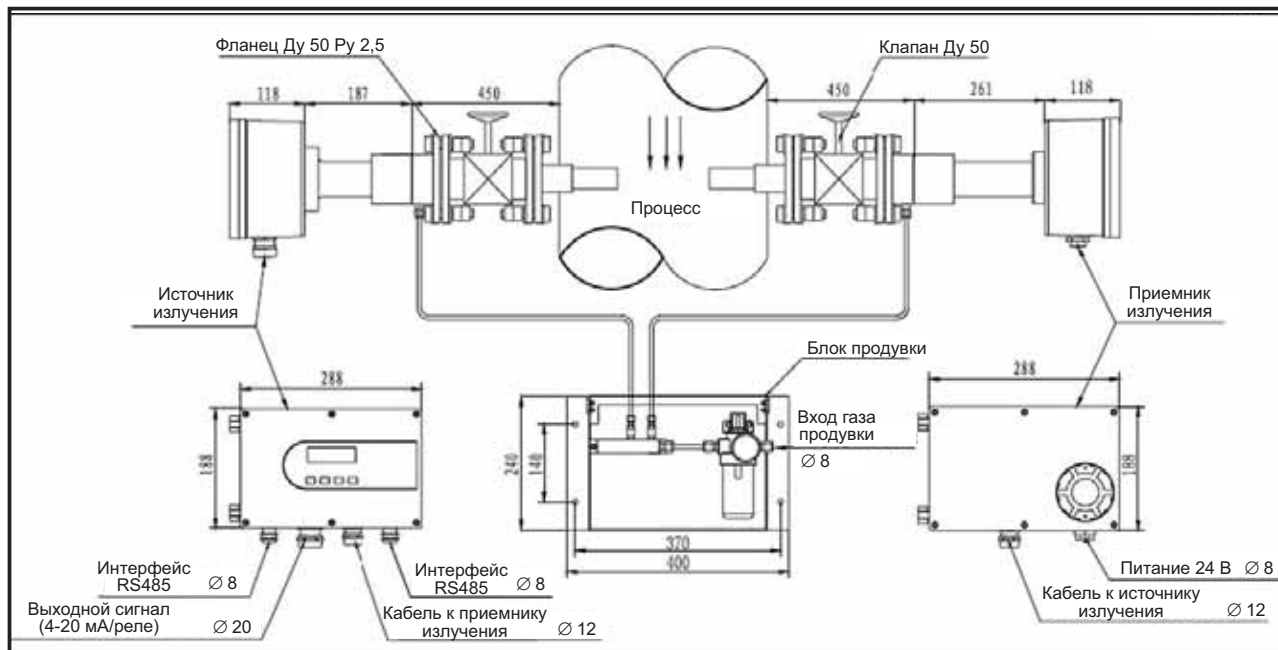 Фланец Ду 50 Ру 2,5
Клапан Ду 50
118
187
450
450
261
118
Процесс
Источник
излучения
Приемник
излучения
Блок продувки
288
188
240
140
370
400
Вход газа
продувки
∅ 8
288
188
Интерфейс
RS485 ∅ 8
Интерфейс
RS485 ∅ 8
Выходной сигнал
(4-20 мА/реле) ∅ 20
Кабель к приемнику
излучения ∅ 12
Питание 24 В ∅ 8
Кабель к источнику
излучения ∅ 12